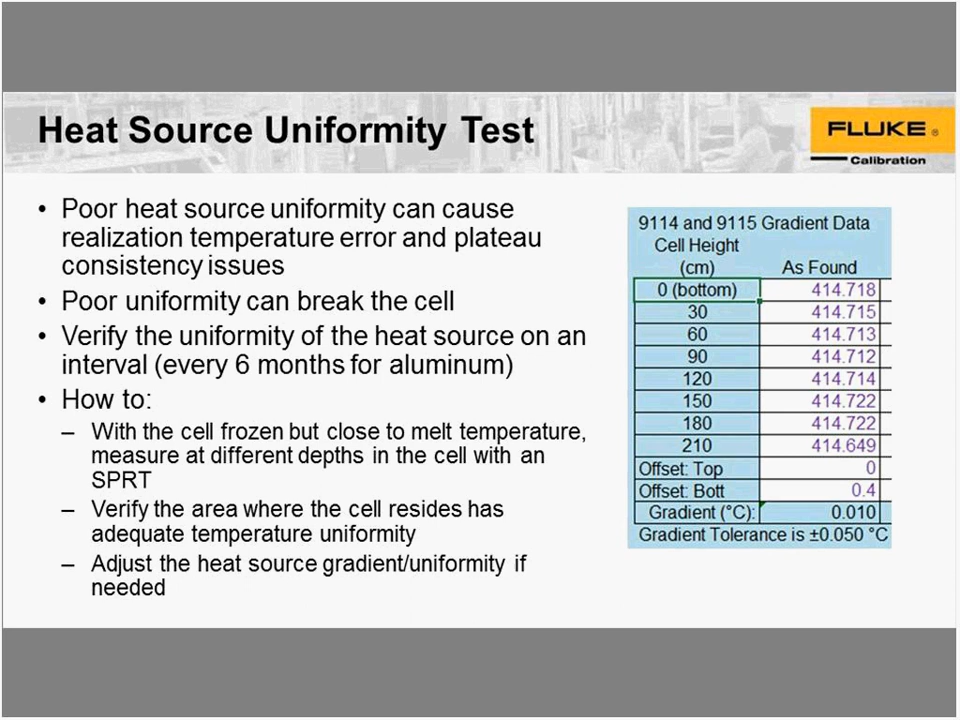 Heat Source Uniformity Test
FLUKE ®
Calibration
• Poor heat source uniformity can cause
realization temperature error and plateau
consistency issues
• Poor uniformity can break the cell
• Verify the uniformity of the heat source on an
interval (every 6 months for aluminum)
• How to:
– With the cell frozen but close to melt temperature,
measure at different depths in the cell with an
SPRT
– Verify the area where the cell resides has
adequate temperature uniformity
– Adjust the heat source gradient/uniformity if
needed
9114 and 9115 Gradient Data
Cell Height
(cm) As Found
0 (bottom) 414.718
30 414.715
60 414.713
90 414.712
120 414.714
150 414.722
180 414.722
210 414.649
Offset: Top 0
Offset: Bott 0.4
Gradient (°C): 0.010
Gradient Tolerance is ±0.050 °C